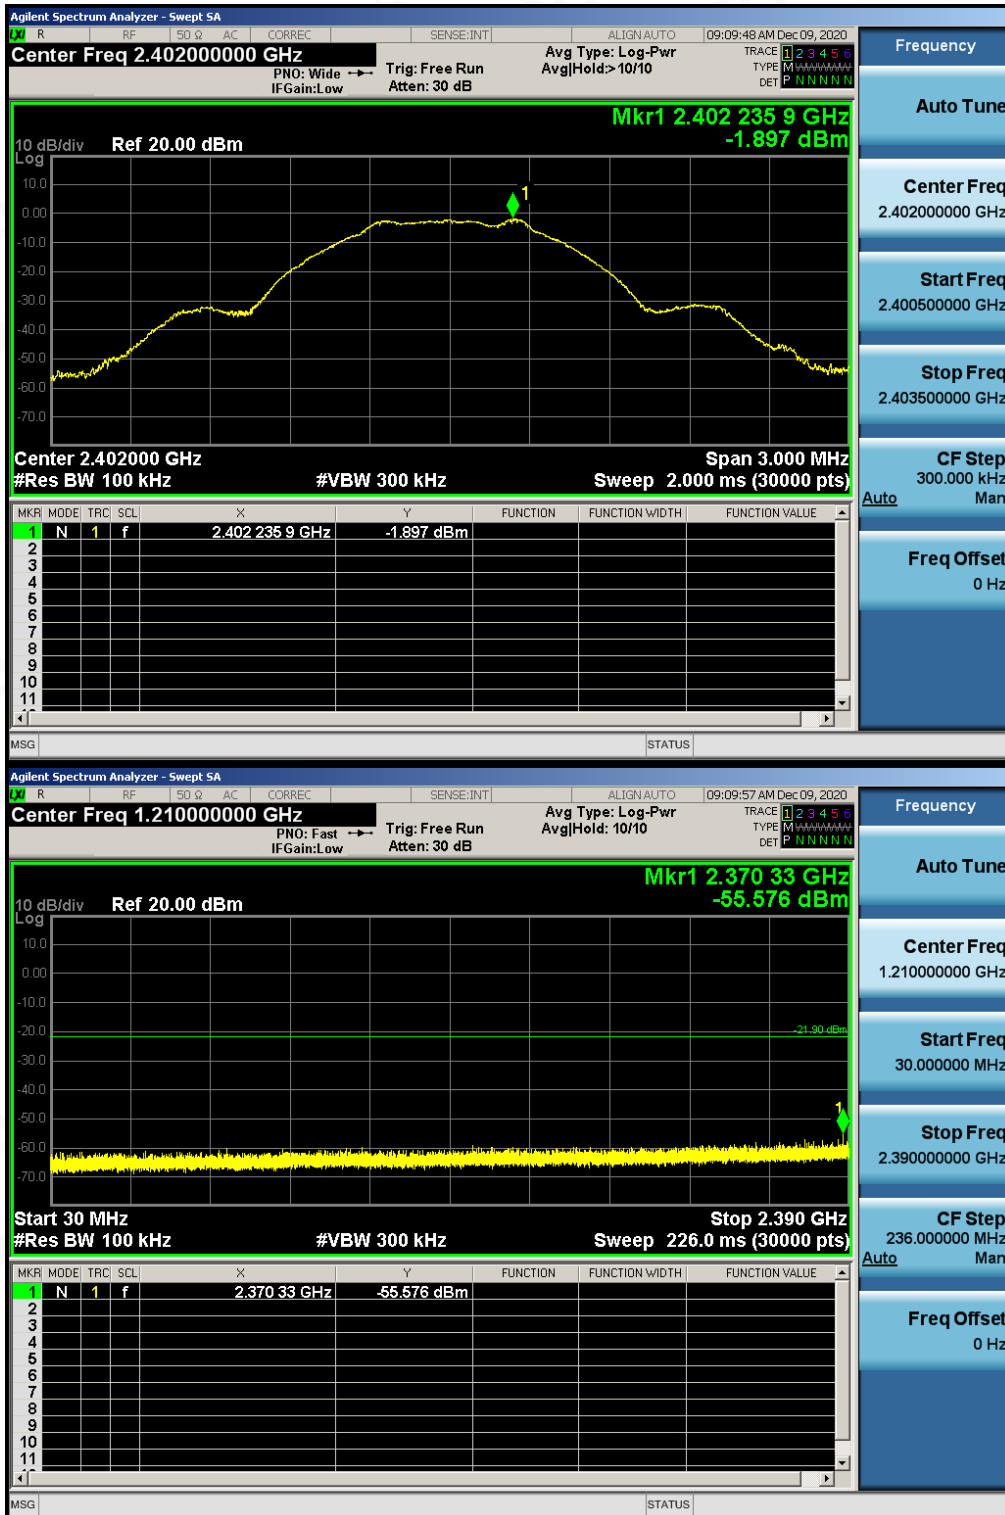 Agilent Spectrum Analyzer - Swept SA
LXI R RF 50 Ω AC CORREC SENSE:INT ALIGN AUTO 09:09:48 AM Dec 09, 2020
Center Freq 2.402000000 GHz
PNO: Wide
IFGain:Low
Trig: Free Run
Atten: 30 dB
Avg Type: Log-Pwr
Avg|Hold:> 10/10
TRACE 1 2 3 4 5 6
TYPE M WWWWW
DET P N N N N N
Mkr1 2.402 235 9 GHz
-1.897 dBm
10 dB/div Ref 20.00 dBm
Log
10.0
0.00
-10.0
-20.0
-30.0
-40.0
-50.0
-60.0
-70.0
1
Center 2.402000 GHz Span 3.000 MHz
#Res BW 100 kHz #VBW 300 kHz Sweep 2.000 ms (30000 pts)
MKR MODE TRC SCL X Y FUNCTION FUNCTION WIDTH FUNCTION VALUE
1 N 1 f 2.402 235 9 GHz -1.897 dBm
2
3
4
5
6
7
8
9
10
11
MSG STATUS
Frequency
Auto Tune
Center Freq
2.402000000 GHz
Start Freq
2.400500000 GHz
Stop Freq
2.403500000 GHz
CF Step
300.000 kHz
Auto Man
Freq Offset
0 Hz
Agilent Spectrum Analyzer - Swept SA
LXI R RF 50 Ω AC CORREC SENSE:INT ALIGN AUTO 09:09:57 AM Dec 09, 2020
Center Freq 1.210000000 GHz
PNO: Fast
IFGain:Low
Trig: Free Run
Atten: 30 dB
Avg Type: Log-Pwr
Avg|Hold: 10/10
TRACE 1 2 3 4 5 6
TYPE M WWWWW
DET P N N N N N
Mkr1 2.370 33 GHz
-55.576 dBm
10 dB/div Ref 20.00 dBm
Log
10.0
0.00
-10.0
-20.0
-30.0
-40.0
-50.0
-60.0
-70.0
-21.90 dBm
1
Start 30 MHz Stop 2.390 GHz
#Res BW 100 kHz #VBW 300 kHz Sweep 226.0 ms (30000 pts)
MKR MODE TRC SCL X Y FUNCTION FUNCTION WIDTH FUNCTION VALUE
1 N 1 f 2.370 33 GHz -55.576 dBm
2
3
4
5
6
7
8
9
10
11
MSG STATUS
Frequency
Auto Tune
Center Freq
1.210000000 GHz
Start Freq
30.000000 MHz
Stop Freq
2.390000000 GHz
CF Step
236.000000 MHz
Auto Man
Freq Offset
0 Hz